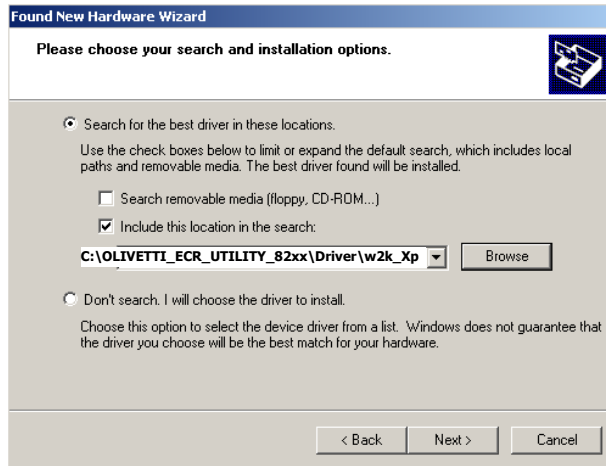 Found New Hardware Wizard
Please choose your search and installation options.
Search for the best driver in these locations.
Use the check boxes below to limit or expand the default search, which includes local
paths and removable media. The best driver found will be installed.
Search removable media (floppy, CD-ROM...)
Include this location in the search:
C:\OLIVETTI_ECR_UTILITY_82xx\Driver\w2k_Xp
Browse
Don't search. I will choose the driver to install.
Choose this option to select the device driver from a list. Windows does not guarantee that
the driver you choose will be the best match for your hardware.
< Back
Next >
Cancel